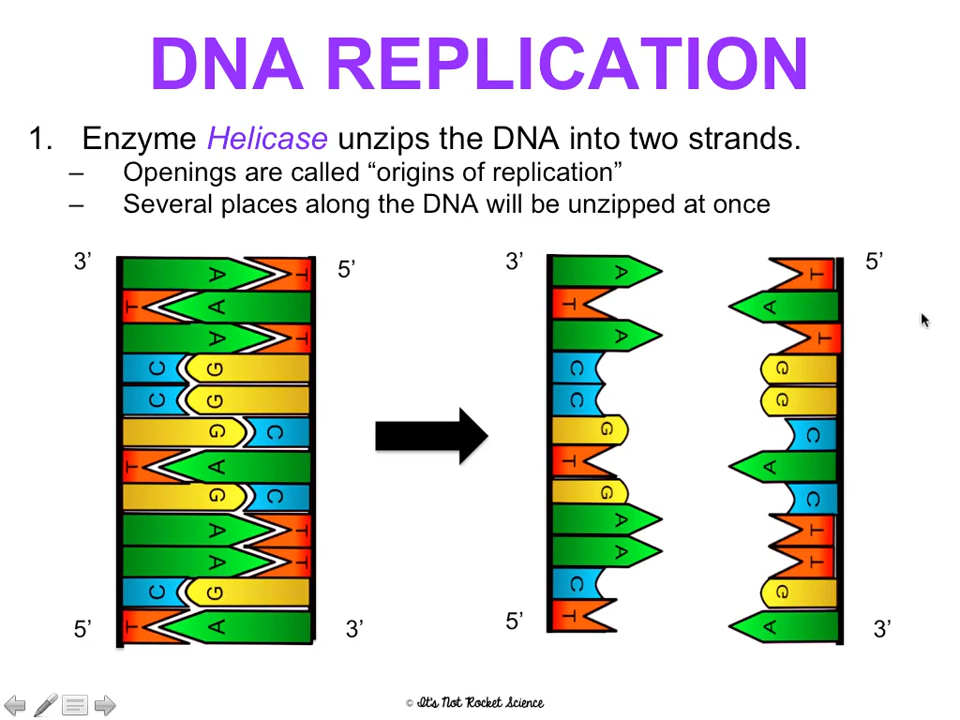 DNA REPLICATION
1. Enzyme Helicase unzips the DNA into two strands.
– Openings are called “origins of replication”
– Several places along the DNA will be unzipped at once
3’ 5’ 3’ 5’
A T A T
T A T A
A T A T
C G C G
C G C G
G C G C
T A T A
G C G C
A T A T
A T A T
C G C G
T A T A
5’ 3’ 5’ 3’
© It's Not Rocket Science